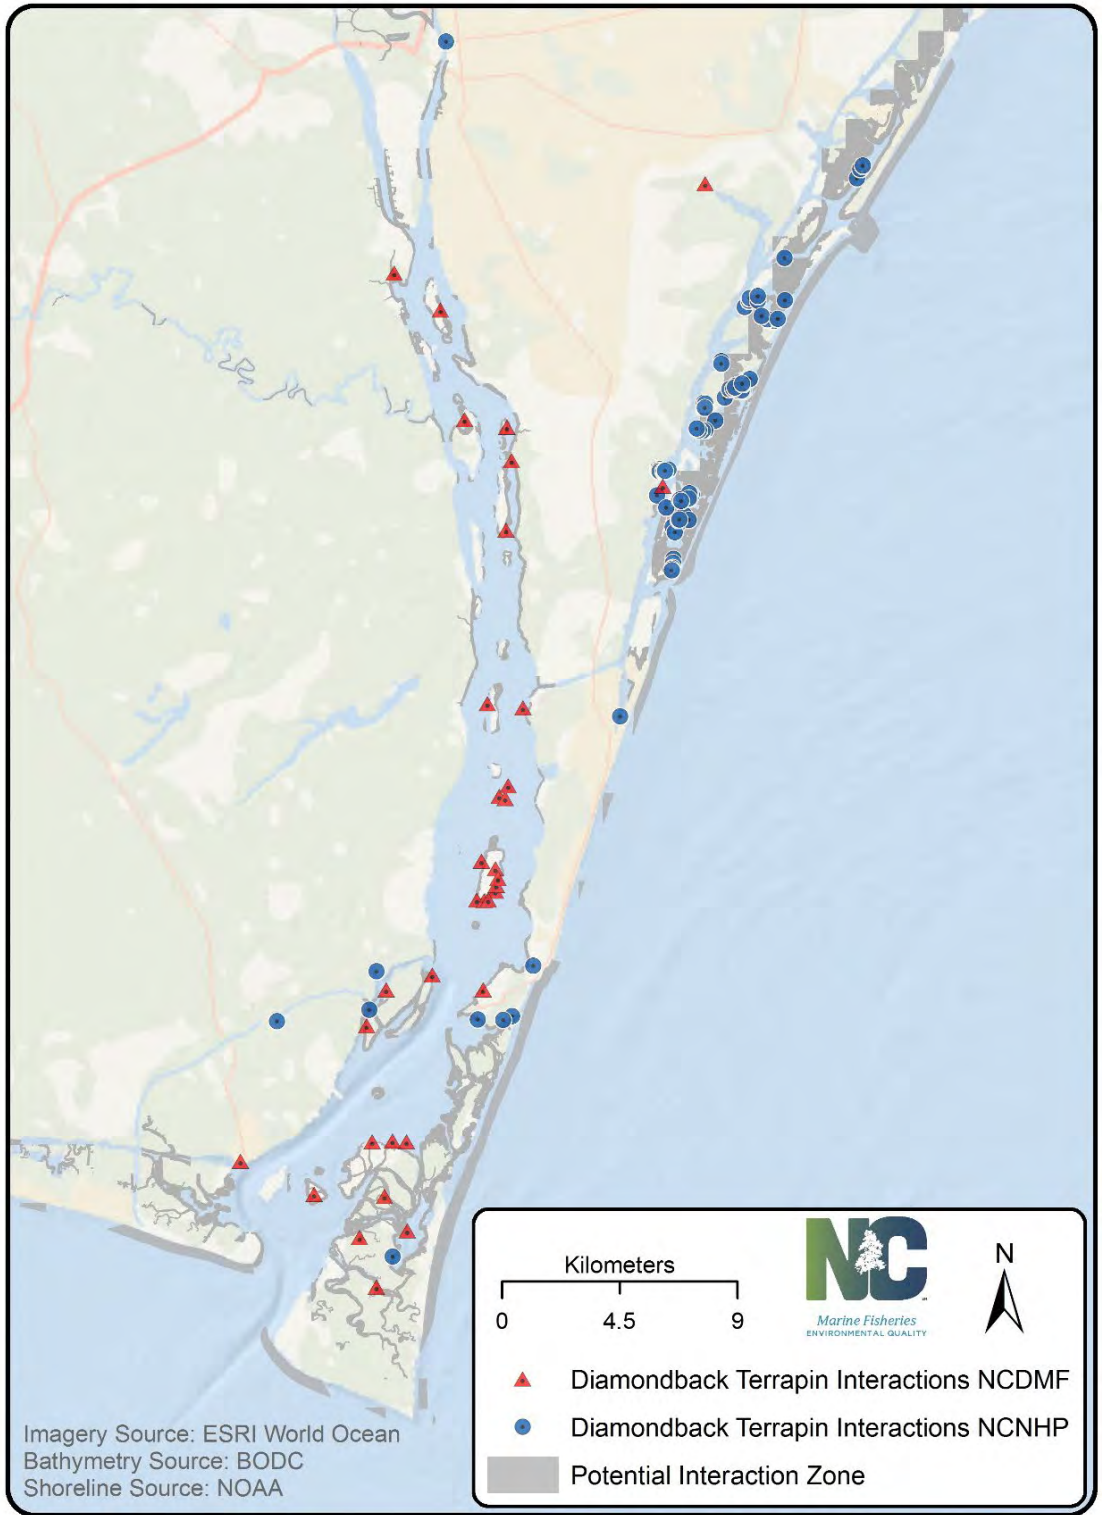 Kilometers
0 4.5 9
NC
Marine Fisheries
ENVIRONMENTAL QUALITY
N
Diamondback Terrapin Interactions NCDMF
Diamondback Terrapin Interactions NCNHP
Potential Interaction Zone
Imagery Source: ESRI World Ocean
Bathymetry Source: BODC
Shoreline Source: NOAA